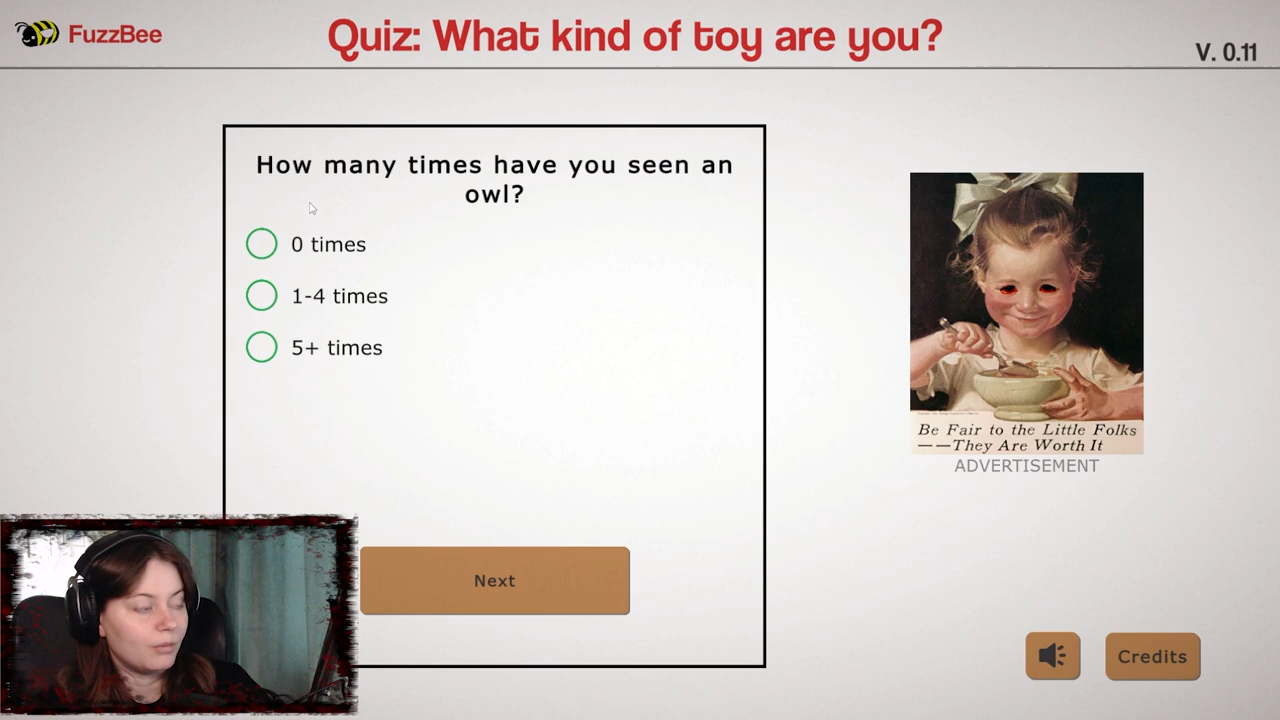 FuzzBee
Quiz: What kind of toy are you?
V. 0.11
How many times have you seen an
owl?
0 times
1-4 times
5+ times
Next
Be Fair to the Little Folks
——They Are Worth It
ADVERTISEMENT
Credits